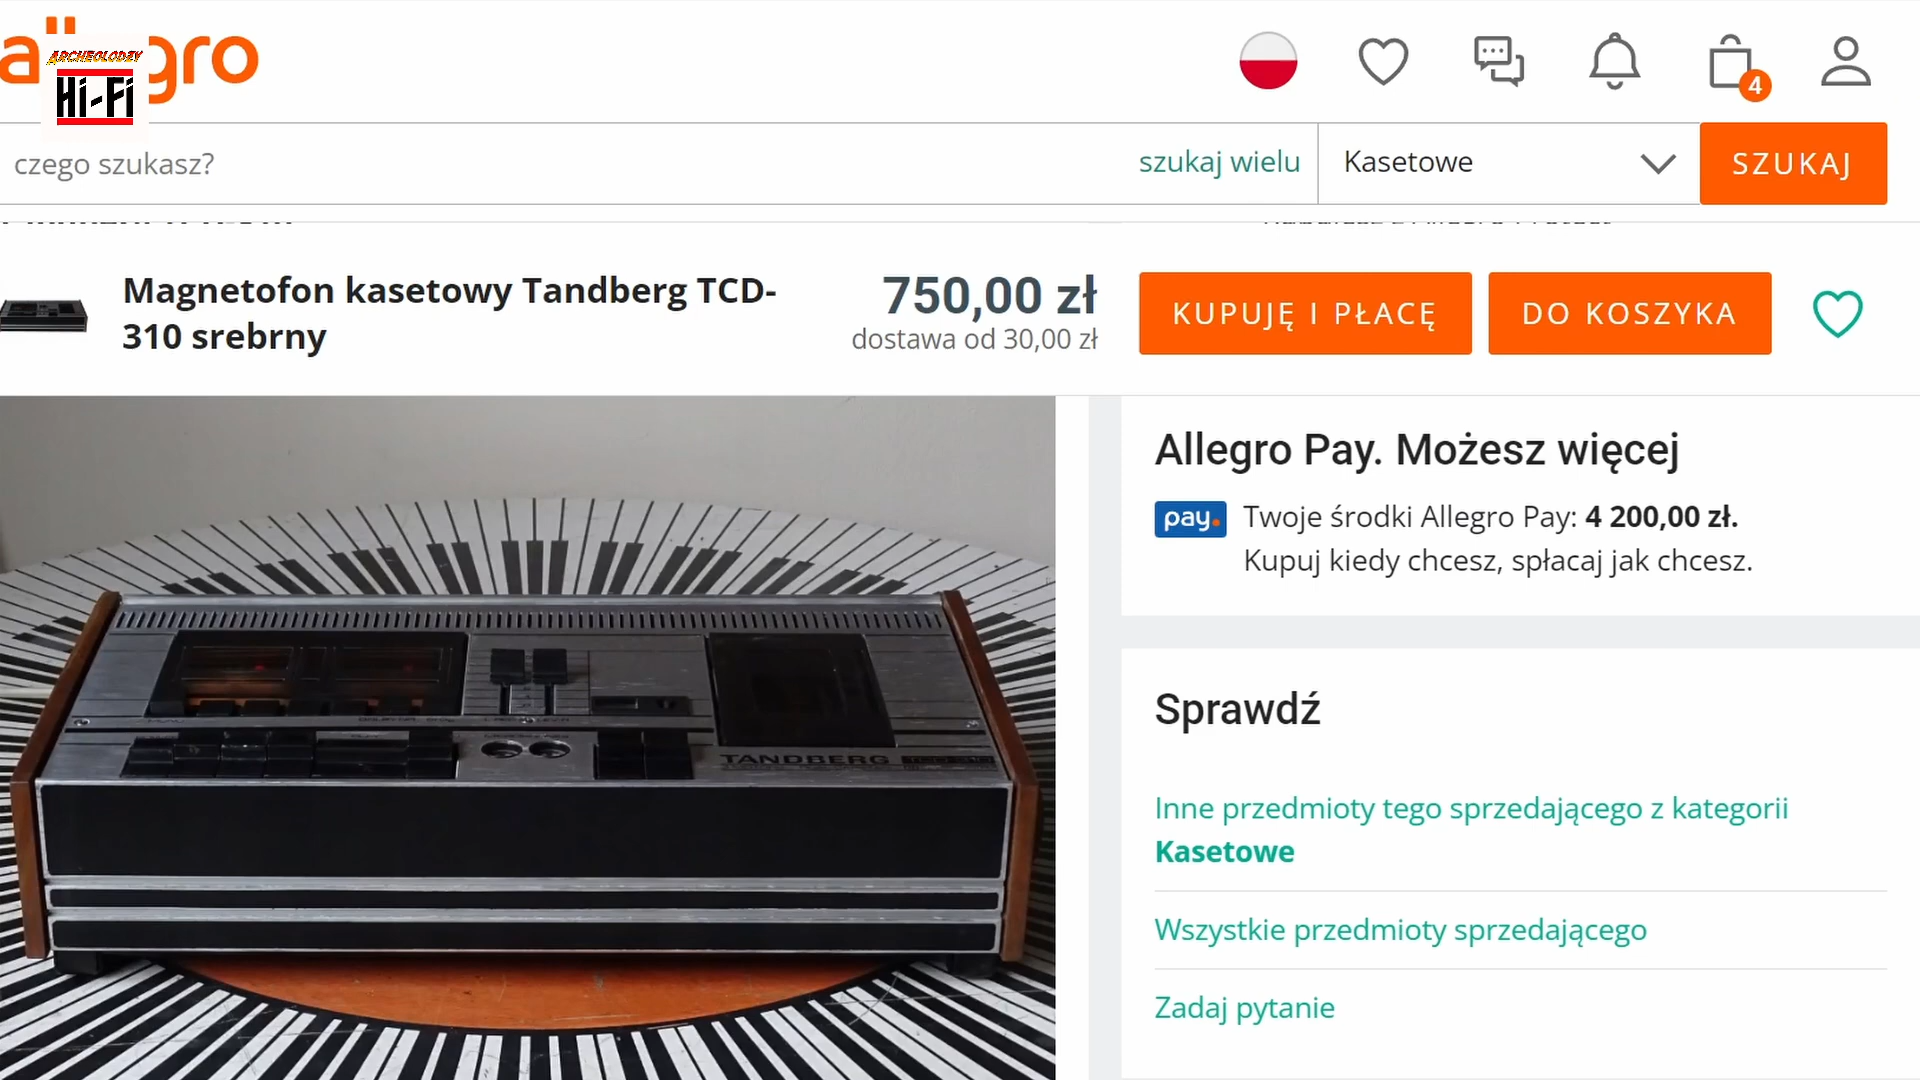 allegro
ARCHEOLODZY
Hi-Fi
4
czego szukasz?
szukaj wielu
Kasetowe
SZUKAJ
Magnetofon kasetowy Tandberg TCD-
310 srebrny
750,00 zł
dostawa od 30,00 zł
KUPUJĘ I PŁACĘ
DO KOSZYKA
Allegro Pay. Możesz więcej
pay.
Twoje środki Allegro Pay: 4 200,00 zł.
Kupuj kiedy chcesz, spłacaj jak chcesz.
TANDBERG
Sprawdź
Inne przedmioty tego sprzedającego z kategorii
Kasetowe
Wszystkie przedmioty sprzedającego
Zadaj pytanie